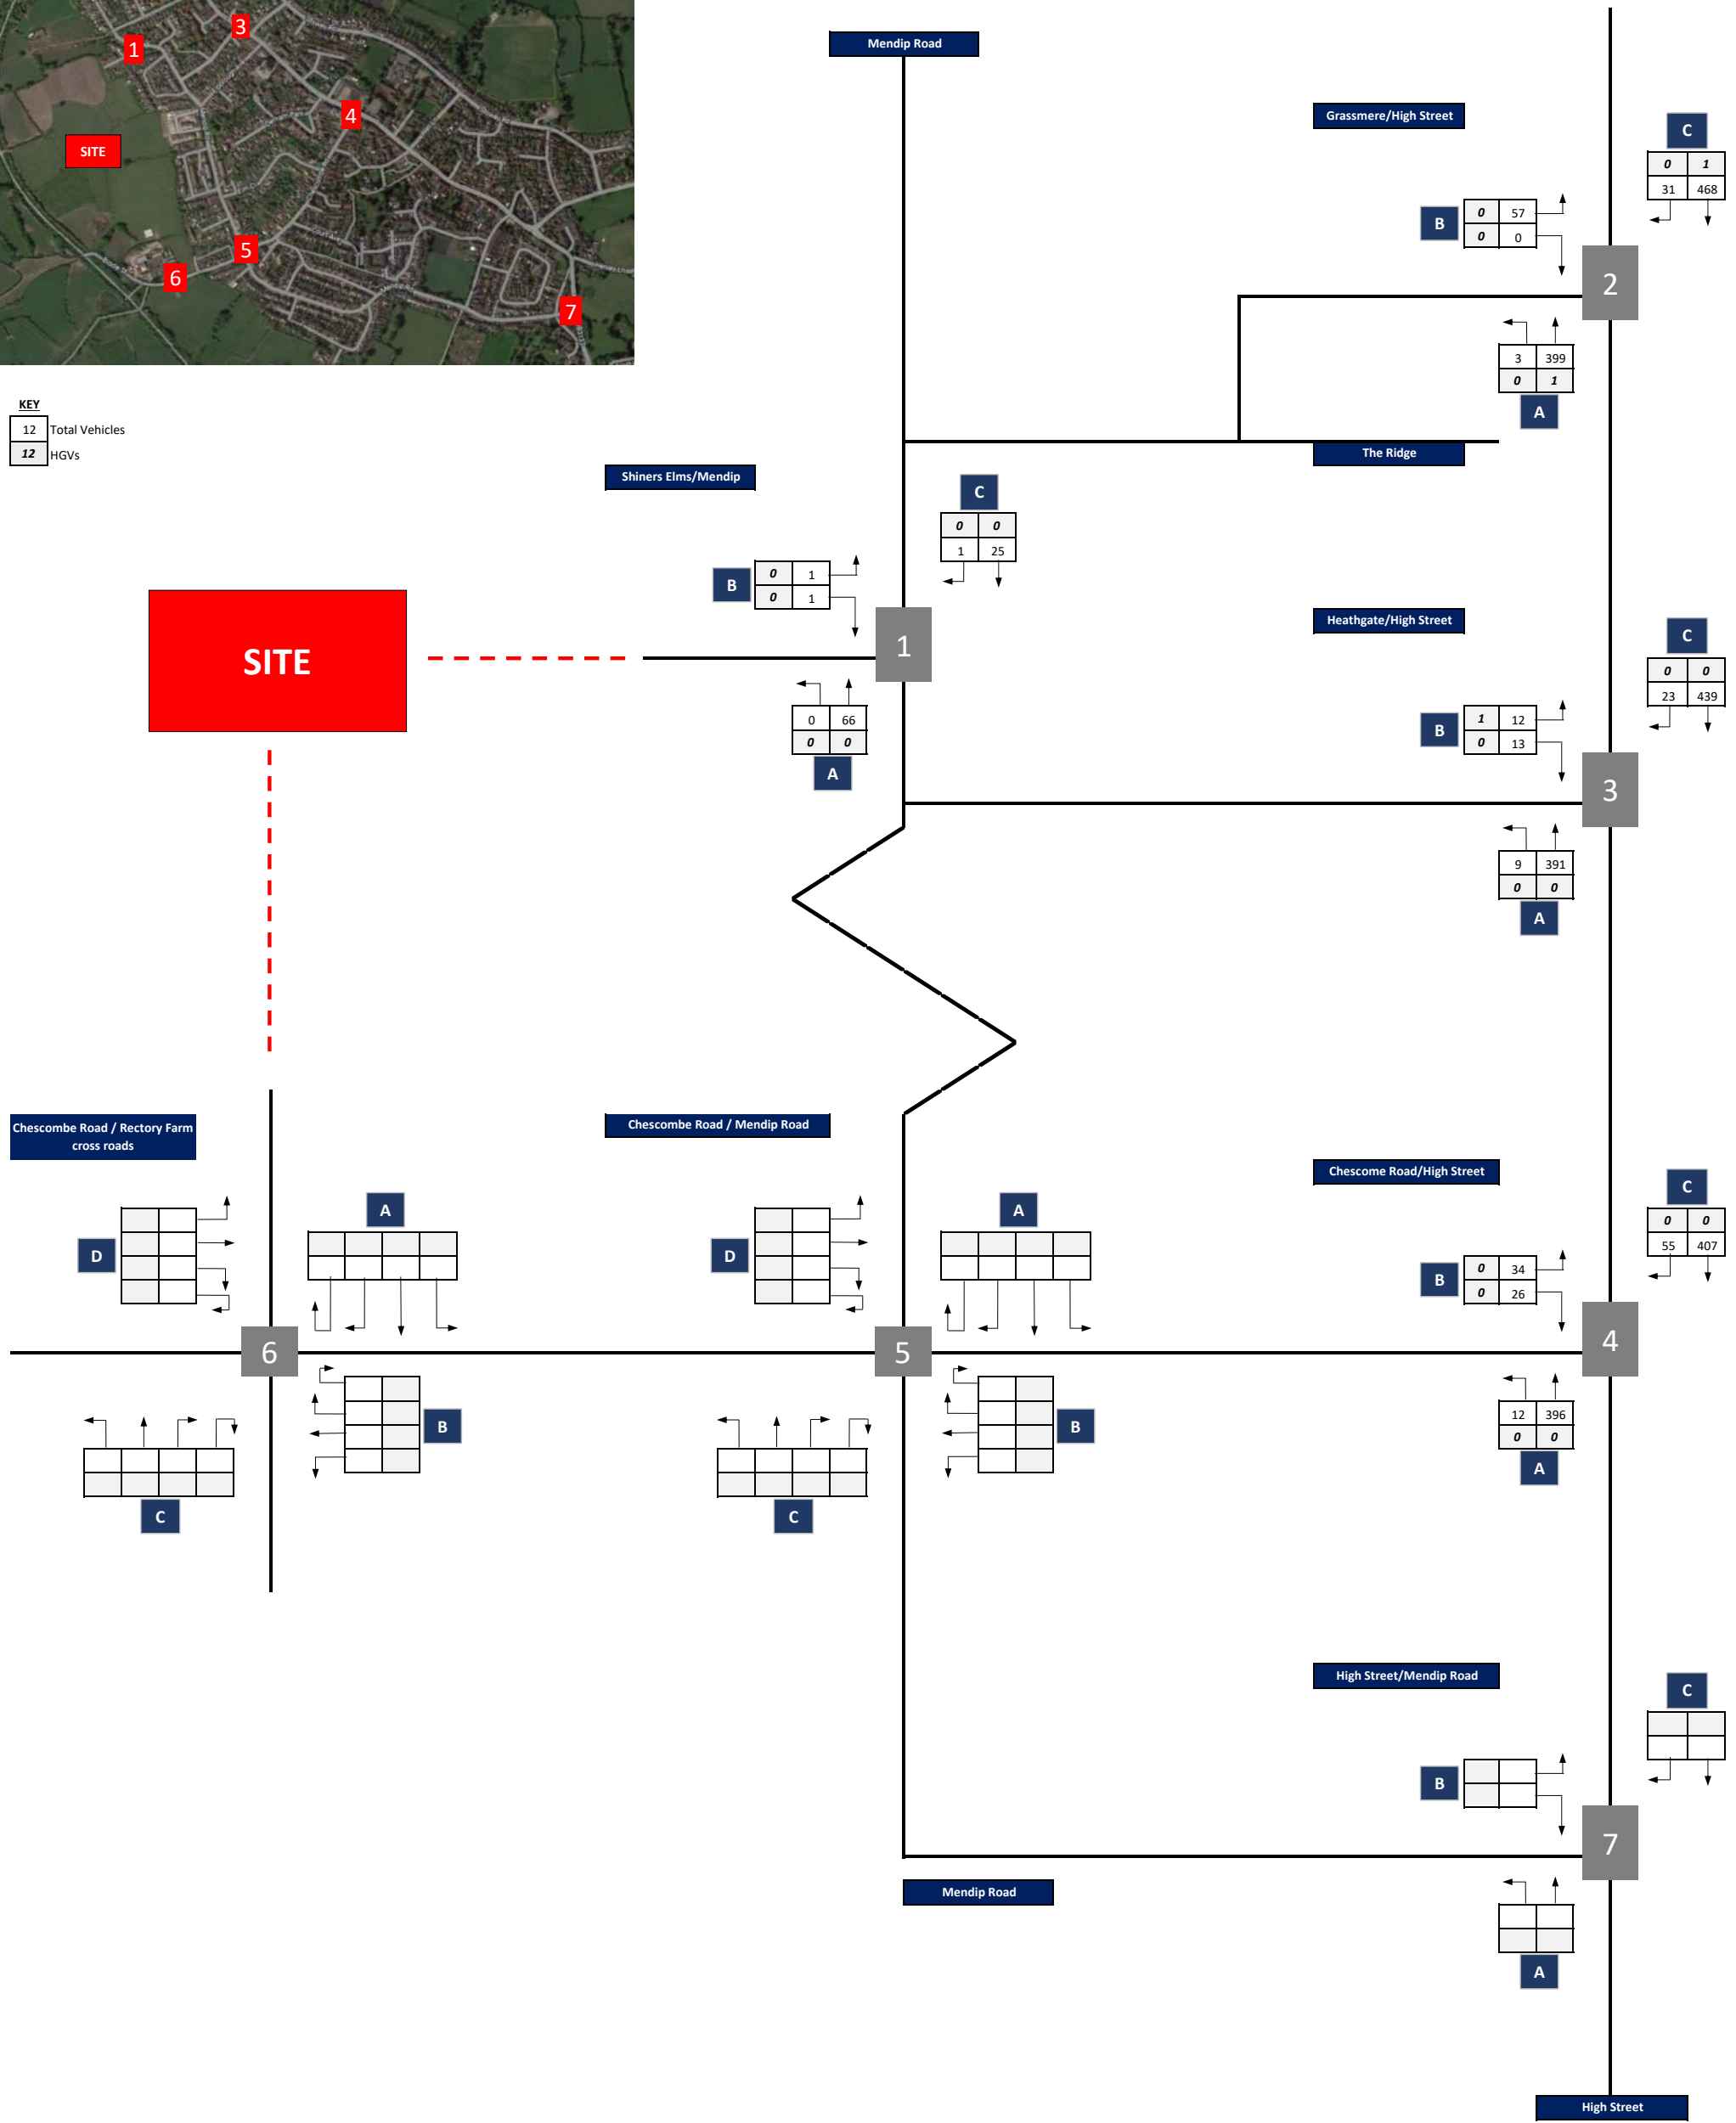 3
1
4
SITE
5
6
7
KEY
12 Total Vehicles
12 HGVs
Mendip Road
Grassmere/High Street
C
0 1
31 468
B
0 57
0 0
2
3 399
0 1
A
The Ridge
Shiners Elms/Mendip
C
0 0
1 25
B
0 1
0 1
1
SITE
0 66
0 0
A
Heathgate/High Street
C
0 0
23 439
B
1 12
0 13
3
9 391
0 0
A
Chescombe Road / Rectory Farm
cross roads
D
A
6
B
C
Chescombe Road / Mendip Road
D
A
5
B
C
Chescome Road/High Street
C
0 0
55 407
B
0 34
0 26
4
12 396
0 0
A
High Street/Mendip Road
C
B
7
Mendip Road
A
High Street